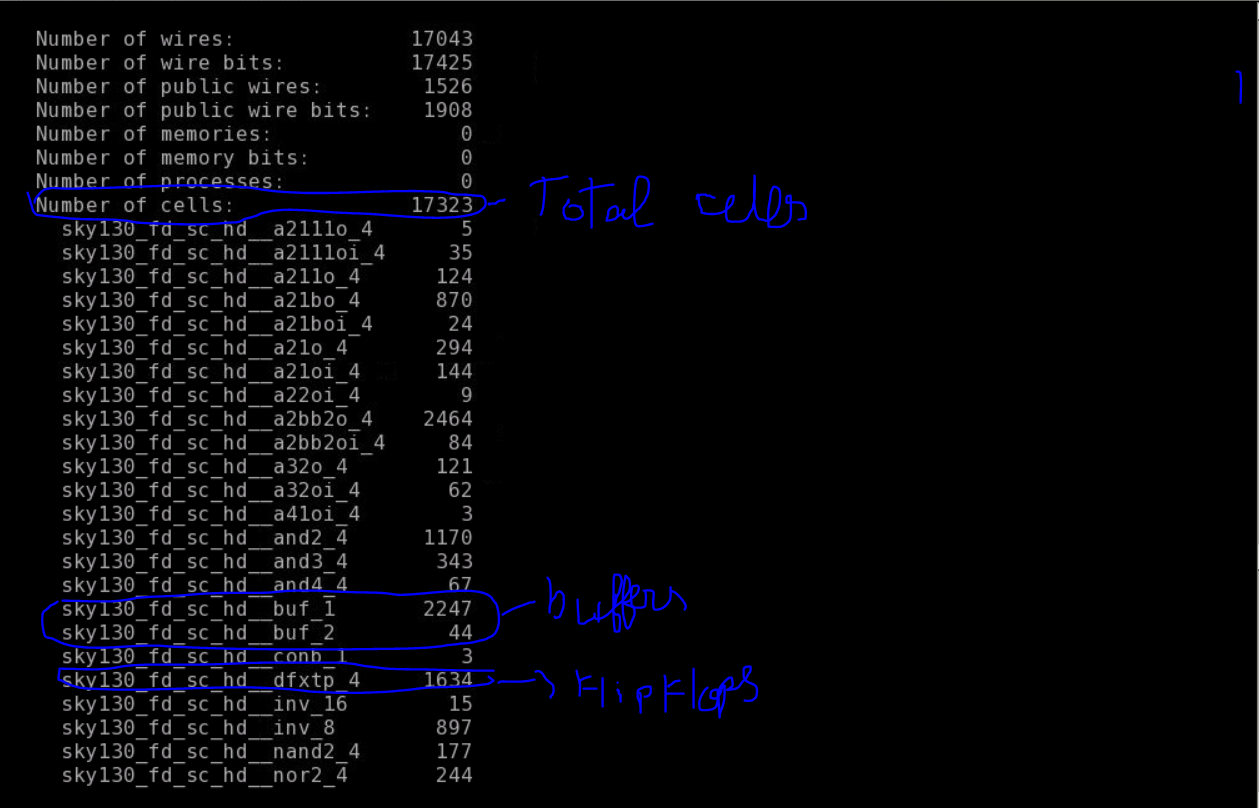 Number of wires: 17043
Number of wire bits: 17425
Number of public wires: 1526
Number of public wire bits: 1908
Number of memories: 0
Number of memory bits: 0
Number of processes: 0
Number of cells: 17323 Total cells
sky130_fd_sc_hd__a2111o_4 5
sky130_fd_sc_hd__a2111oi_4 35
sky130_fd_sc_hd__a211o_4 124
sky130_fd_sc_hd__a21bo_4 870
sky130_fd_sc_hd__a21boi_4 24
sky130_fd_sc_hd__a21o_4 294
sky130_fd_sc_hd__a21oi_4 144
sky130_fd_sc_hd__a22oi_4 9
sky130_fd_sc_hd__a2bb2o_4 2464
sky130_fd_sc_hd__a2bb2oi_4 84
sky130_fd_sc_hd__a32o_4 121
sky130_fd_sc_hd__a32oi_4 62
sky130_fd_sc_hd__a41oi_4 3
sky130_fd_sc_hd__and2_4 1170
sky130_fd_sc_hd__and3_4 343
sky130_fd_sc_hd__and4_4 67
sky130_fd_sc_hd__buf_1 2247 buffers
sky130_fd_sc_hd__buf_2 44
sky130_fd_sc_hd__conb_1 3
sky130_fd_sc_hd__dfxtp_4 1634 FlipFlops
sky130_fd_sc_hd__inv_16 15
sky130_fd_sc_hd__inv_8 897
sky130_fd_sc_hd__nand2_4 177
sky130_fd_sc_hd__nor2_4 244